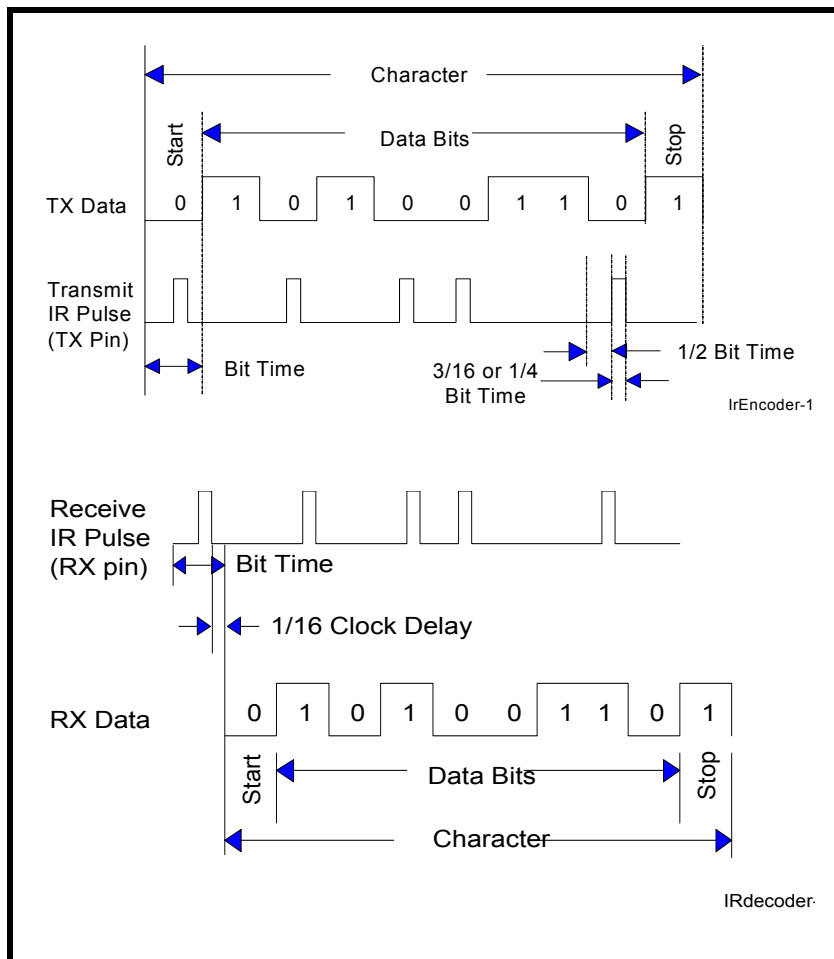 Character
Start
Data Bits
Stop
TX Data
0 1 0 1 0 0 1 1 0 1
Transmit
IR Pulse
(TX Pin)
Bit Time
1/2 Bit Time
3/16 or 1/4
Bit Time
IrEncoder-1
Receive
IR Pulse
(RX pin)
Bit Time
1/16 Clock Delay
RX Data
0 1 0 1 0 0 1 1 0 1
Start
Data Bits
Stop
Character
IRdecoder-